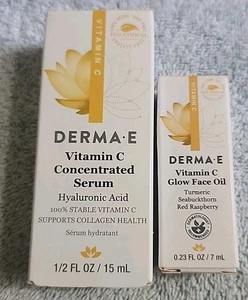 VITAMIN C
DERMA·E
Vitamin C
Concentrated
Serum
Hyaluronic Acid
100% STABLE VITAMIN C
SUPPORTS COLLAGEN HEALTH
Sérum hydratant
1/2 FL OZ / 15 mL
DERMA·E
Vitamin C
Glow Face Oil
Turmeric
Seabuckthorn
Red Raspberry
0.23 FL OZ / 7 mL